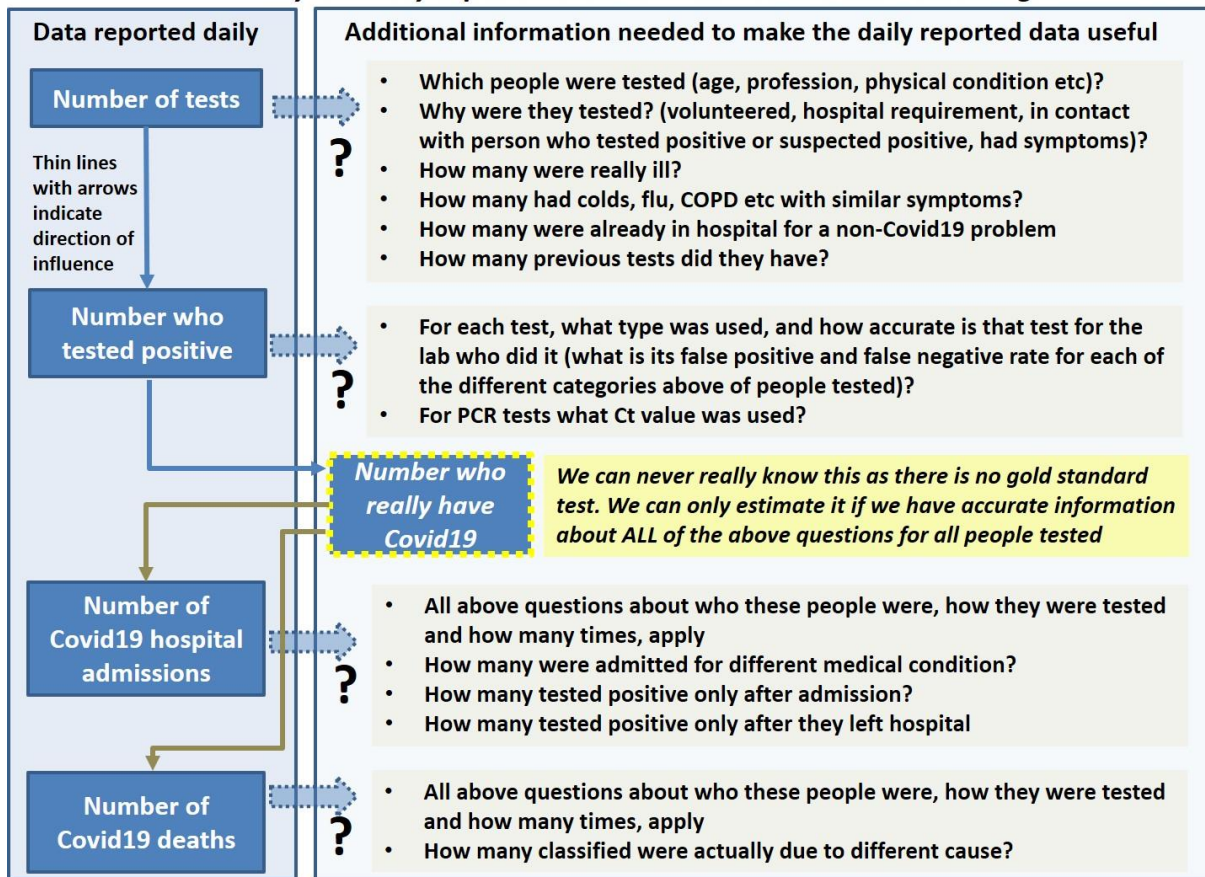 Data reported daily
Additional information needed to make the daily reported data useful
Number of tests
Thin lines
with arrows
indicate
direction of
influence
?
• Which people were tested (age, profession, physical condition etc)?
• Why were they tested? (volunteered, hospital requirement, in contact
with person who tested positive or suspected positive, had symptoms)?
• How many were really ill?
• How many had colds, flu, COPD etc with similar symptoms?
• How many were already in hospital for a non-Covid19 problem
• How many previous tests did they have?
Number who
tested positive
?
• For each test, what type was used, and how accurate is that test for the
lab who did it (what is its false positive and false negative rate for each of
the different categories above of people tested)?
• For PCR tests what Ct value was used?
Number who
really have
Covid19
We can never really know this as there is no gold standard
test. We can only estimate it if we have accurate information
about ALL of the above questions for all people tested
Number of
Covid19 hospital
admissions
?
• All above questions about who these people were, how they were tested
and how many times, apply
• How many were admitted for different medical condition?
• How many tested positive only after admission?
• How many tested positive only after they left hospital
Number of
Covid19 deaths
?
• All above questions about who these people were, how they were tested
and how many times, apply
• How many classified were actually due to different cause?